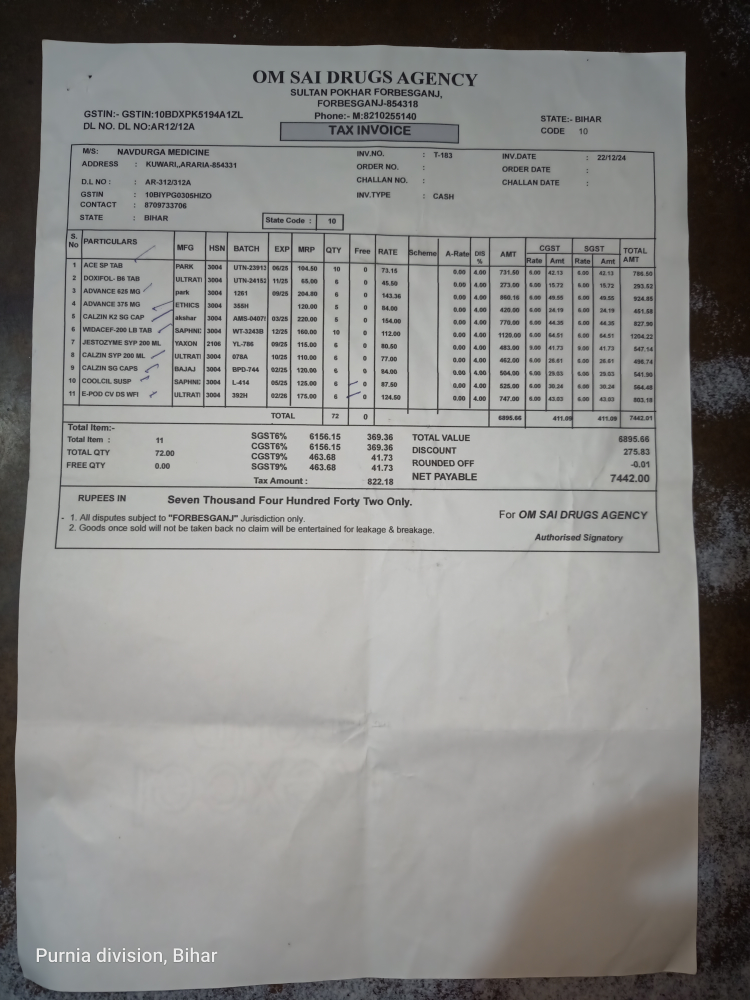 OM SAI DRUGS AGENCY
SULTAN POKHAR FORBESGANJ,
FORBESGANJ-854318
GSTIN:- GSTIN:10BDXPK5194A1ZL Phone:- M:8210255140 STATE:- BIHAR
DL NO. DL NO:AR12/12A TAX INVOICE CODE 10
M/S: NAVDURGA MEDICINE INV.NO. : T-183 INV.DATE : 22/12/24
ADDRESS : KUWARI,,ARARIA-854331 ORDER NO. : ORDER DATE :
D.L NO : AR-312/312A CHALLAN NO. : CHALLAN DATE :
GSTIN : 10BIYPG0305HIZO INV.TYPE : CASH
CONTACT : 8709733706
STATE : BIHAR State Code : 10
S. No PARTICULARS MFG HSN BATCH EXP MRP QTY Free RATE Scheme A-Rate DIS % AMT CGST Rate Amt SGST Rate Amt TOTAL AMT
1 ACE SP TAB PARK 3004 UTN-23913 06/25 104.50 10 0 73.15 0.00 4.00 731.50 6.00 42.13 6.00 42.13 786.50
2 DOXIFOL- B6 TAB ULTRATI 3004 UTN-24152 11/25 65.00 6 0 45.50 0.00 4.00 273.00 6.00 15.72 6.00 15.72 293.52
3 ADVANCE 625 MG park 3004 1261 09/25 204.80 6 0 143.36 0.00 4.00 860.16 6.00 49.55 6.00 49.55 924.85
4 ADVANCE 375 MG ETHICS 3004 355H 120.00 5 0 84.00 0.00 4.00 420.00 6.00 24.19 6.00 24.19 451.58
5 CALZIN K2 SG CAP akshar 3004 AMS-0407I 03/25 220.00 5 0 154.00 0.00 4.00 770.00 6.00 44.35 6.00 44.35 827.90
6 WIDACEF-200 LB TAB SAPHNE 3004 WT-3243B 12/25 160.00 10 0 112.00 0.00 4.00 1120.00 6.00 64.51 6.00 64.51 1204.22
7 JESTOZYME SYP 200 ML YAXON 2106 YL-786 09/25 115.00 6 0 80.50 0.00 4.00 483.00 9.00 41.73 9.00 41.73 547.14
8 CALZIN SYP 200 ML ULTRATI 3004 078A 10/25 110.00 6 0 77.00 0.00 4.00 462.00 6.00 26.61 6.00 26.61 496.74
9 CALZIN SG CAPS BAJAJ 3004 BPD-744 02/25 120.00 6 0 84.00 0.00 4.00 504.00 6.00 29.03 6.00 29.03 541.90
10 COOLCIL SUSP SAPHNE 3004 L-414 05/25 125.00 6 0 87.50 0.00 4.00 525.00 6.00 30.24 6.00 30.24 564.48
11 E-POD CV DS WFI ULTRATI 3004 392H 02/26 175.00 6 0 124.50 0.00 4.00 747.00 6.00 43.03 6.00 43.03 803.18
TOTAL 72 0 6895.66 411.09 411.09 7442.01
Total Item:-
Total Item : 11 SGST6% 6156.15 369.36 TOTAL VALUE 6895.66
TOTAL QTY 72.00 CGST6% 6156.15 369.36 DISCOUNT 275.83
FREE QTY 0.00 CGST9% 463.68 41.73 ROUNDED OFF -0.01
SGST9% 463.68 41.73 NET PAYABLE 7442.00
Tax Amount : 822.18
RUPEES IN Seven Thousand Four Hundred Forty Two Only.
1. All disputes subject to "FORBESGANJ" Jurisdiction only. For OM SAI DRUGS AGENCY
2. Goods once sold will not be taken back no claim will be entertained for leakage & breakage.
Authorised Signatory
Purnia division, Bihar